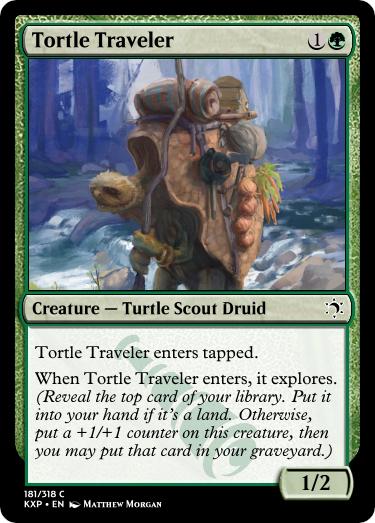 Tortle Traveler 1
Creature — Turtle Scout Druid
Tortle Traveler enters tapped.
When Tortle Traveler enters, it explores.
(Reveal the top card of your library. Put it
into your hand if it's a land. Otherwise,
put a +1/+1 counter on this creature, then
you may put that card in your graveyard.)
1/2
181/318 C
KXP • EN Matthew Morgan